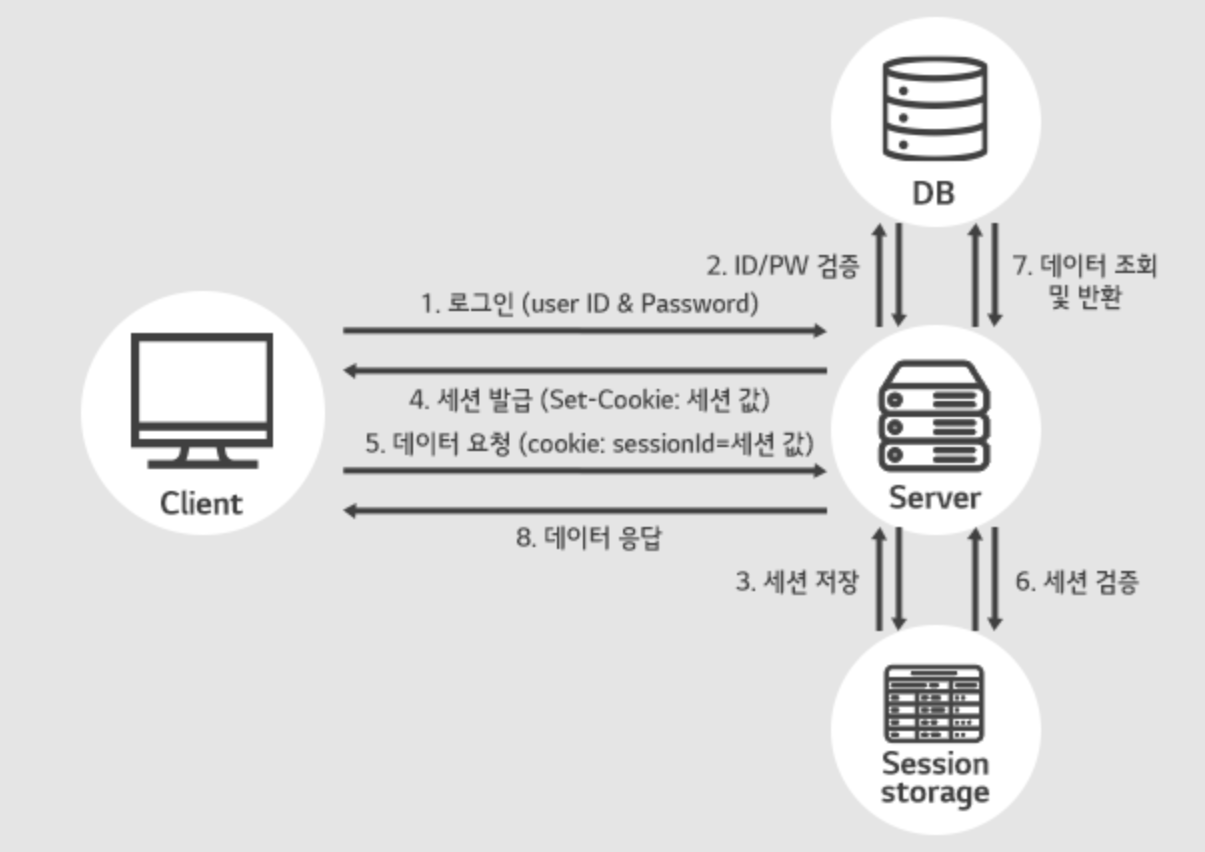 DB
2. ID/PW 검증
7. 데이터 조회
및 반환
1. 로그인 (user ID & Password)
4. 세션 발급 (Set-Cookie: 세션 값)
5. 데이터 요청 (cookie: sessionId=세션 값)
8. 데이터 응답
Client
Server
3. 세션 저장
6. 세션 검증
Session
storage